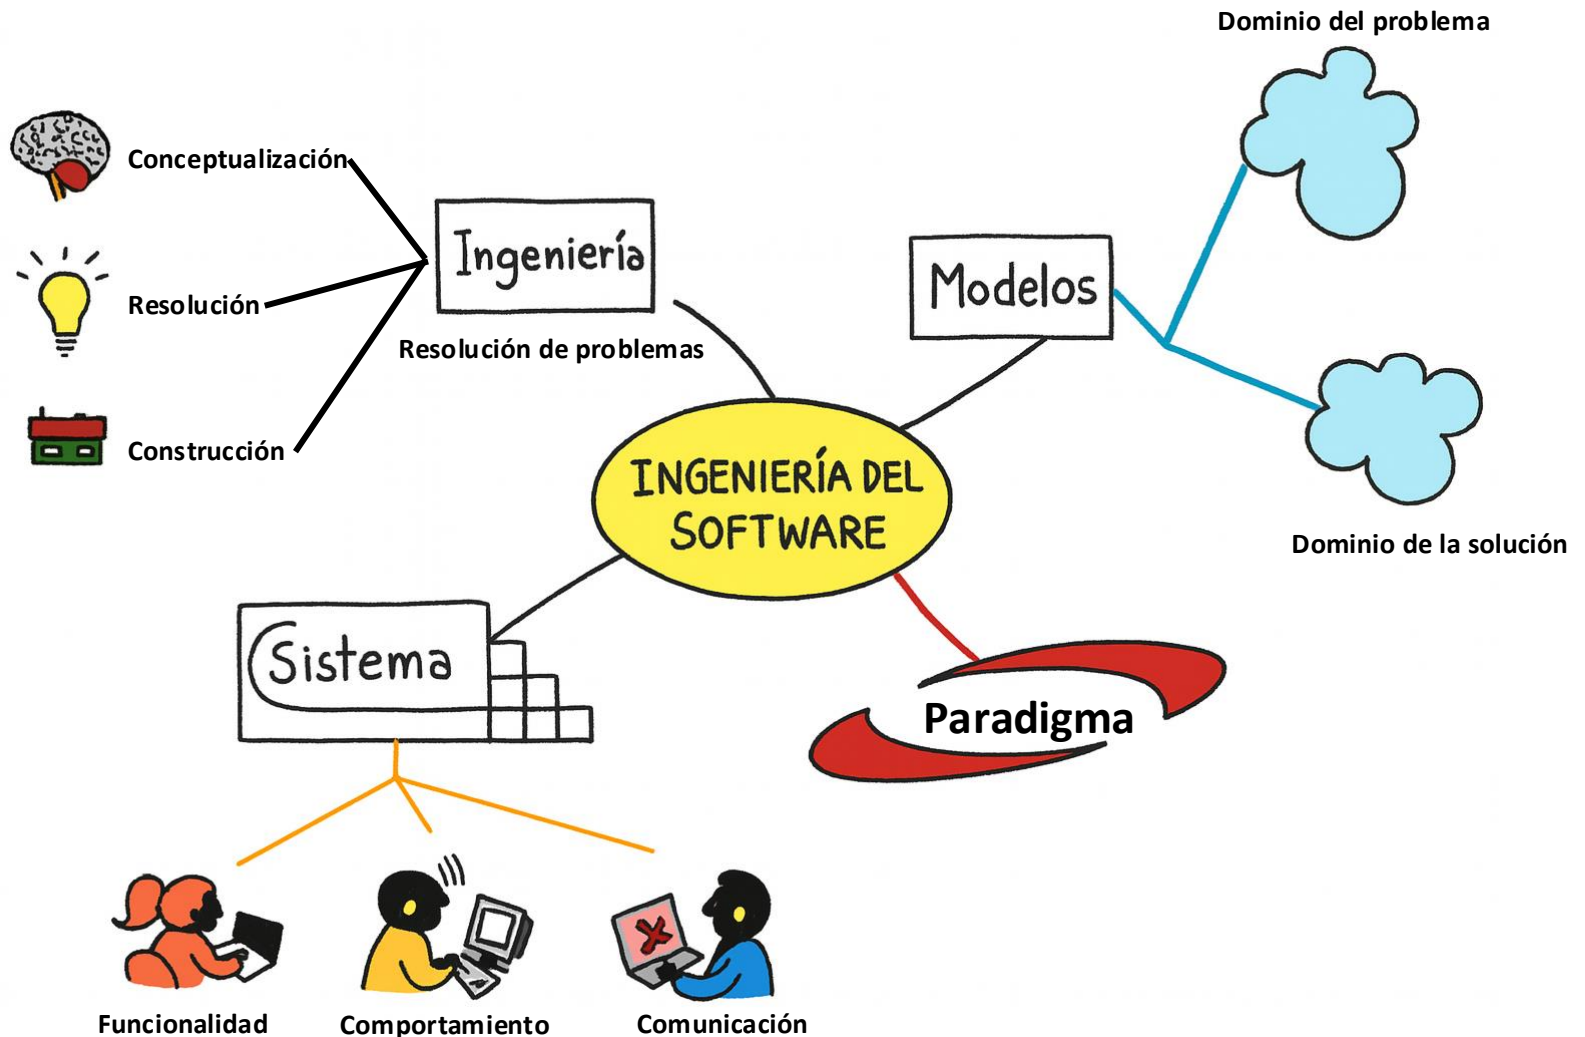 Dominio del problema
Conceptualización
Ingeniería
Modelos
Resolución
Resolución de problemas
Construcción
INGENIERÍA DEL
SOFTWARE
Dominio de la solución
Sistema
Paradigma
Funcionalidad
Comportamiento
Comunicación